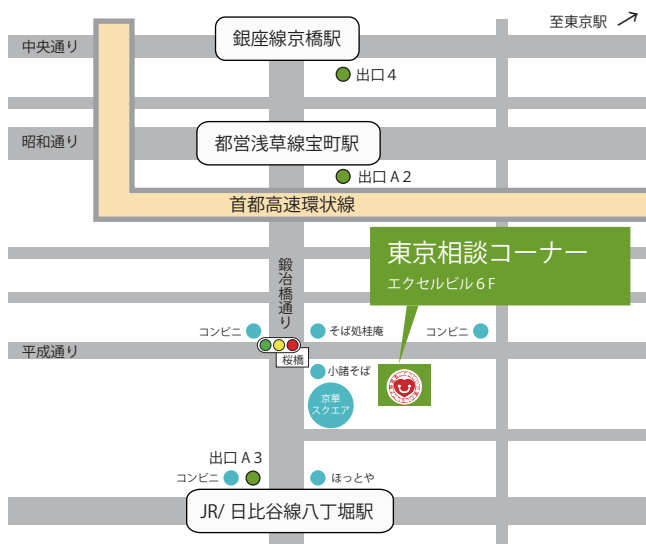 至東京駅
中央通り
銀座線京橋駅
出口4
昭和通り
都営浅草線宝町駅
出口A2
首都高速環状線
東京相談コーナー
エクセルビル6F
鍛冶橋通り
コンビニ
そば処桂庵
コンビニ
平成通り
桜橋
小諸そば
京華
スクエア
出口A3
コンビニ
ほっとや
JR/日比谷線八丁堀駅